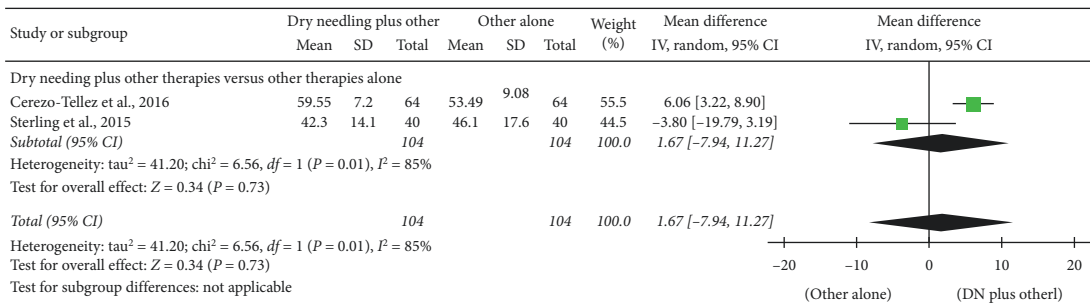 Study or subgroup Dry needling plus other Other alone Weight (%) Mean difference IV, random, 95% CI Mean difference IV, random, 95% CI
Mean SD Total Mean SD Total
Dry needing plus other therapies versus other therapies alone
Cerezo-Tellez et al., 2016 59.55 7.2 64 53.49 9.08 64 55.5 6.06 [3.22, 8.90]
Sterling et al., 2015 42.3 14.1 40 46.1 17.6 40 44.5 –3.80 [–19.79, 3.19]
Subtotal (95% CI) 104 104 100.0 1.67 [–7.94, 11.27]
Heterogeneity: tau² = 41.20; chi² = 6.56, df = 1 (P = 0.01), I² = 85%
Test for overall effect: Z = 0.34 (P = 0.73)
Total (95% CI) 104 104 100.0 1.67 [–7.94, 11.27]
Heterogeneity: tau² = 41.20; chi² = 6.56, df = 1 (P = 0.01), I² = 85%
Test for overall effect: Z = 0.34 (P = 0.73)
Test for subgroup differences: not applicable
–20 –10 0 10 20
(Other alone) (DN plus otherl)